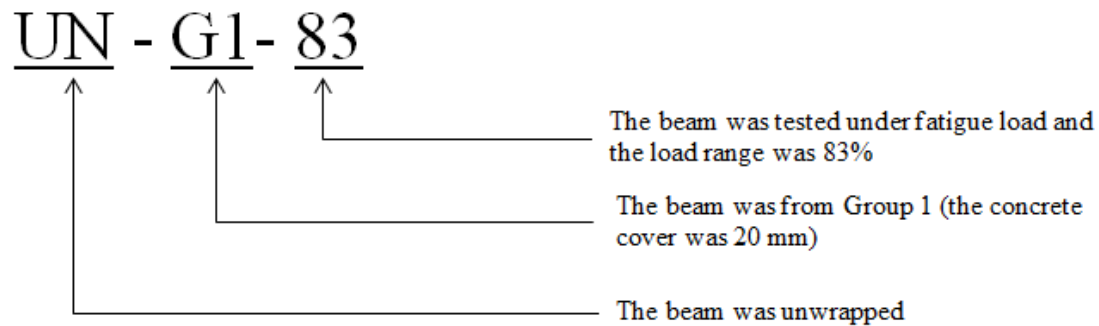 UN - G1- 83
The beam was tested under fatigue load and
the load range was 83%
The beam was from Group 1 (the concrete
cover was 20 mm)
The beam was unwrapped